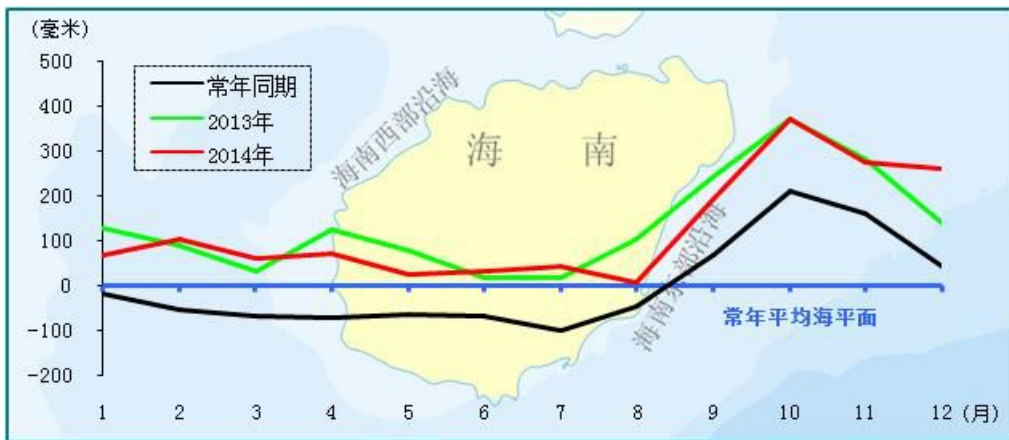 (毫米)
500
400
300
200
100
0
-100
-200
常年同期
2013年
2014年
海南西部沿海
海 南
海南东部沿海
常年平均海平面
1 2 3 4 5 6 7 8 9 10 11 12 (月)